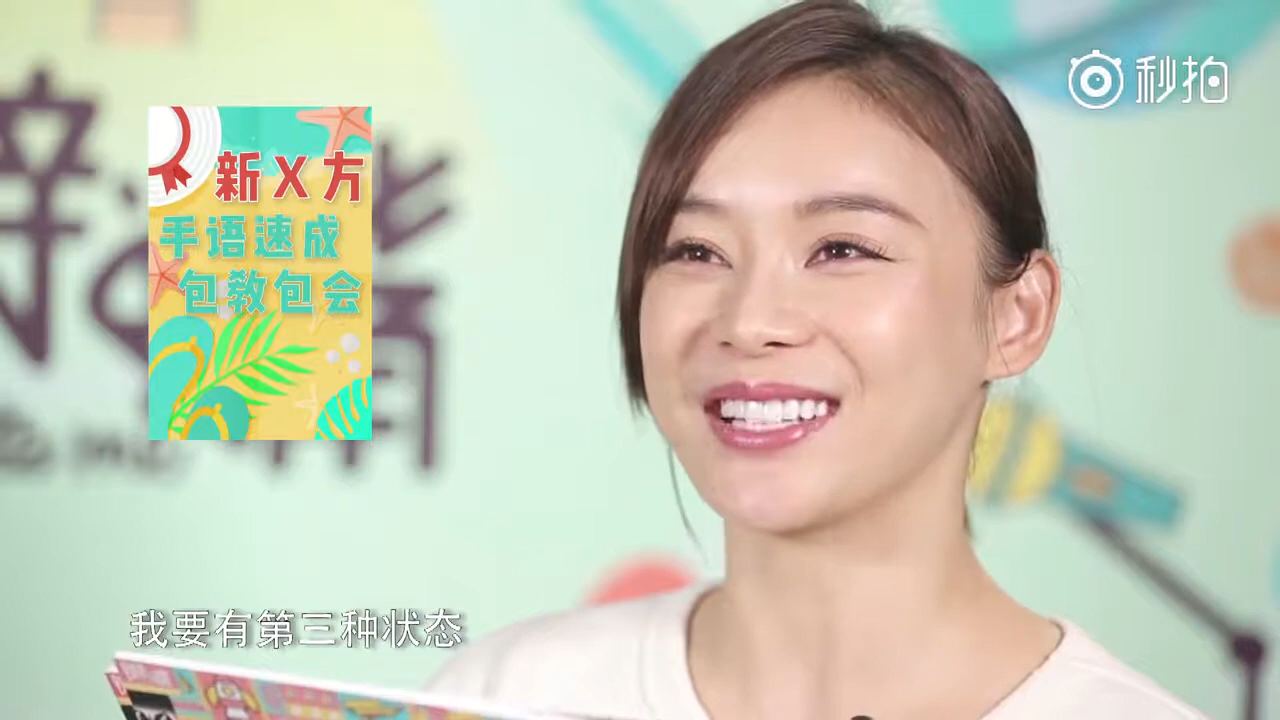 秒拍
新X方
手语速成
包教包会
我要有第三种状态